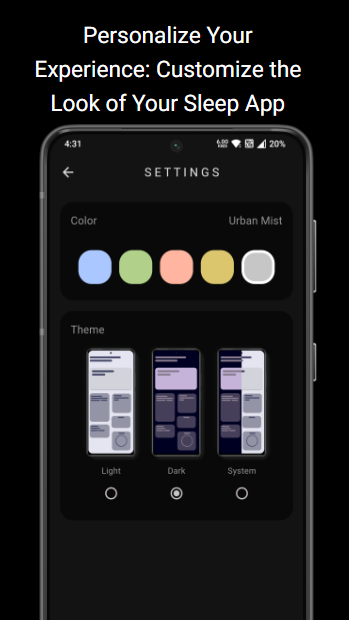 Personalize Your
Experience: Customize the
Look of Your Sleep App
4:31
20%
SETTINGS
Color
Urban Mist
Theme
Light
Dark
System